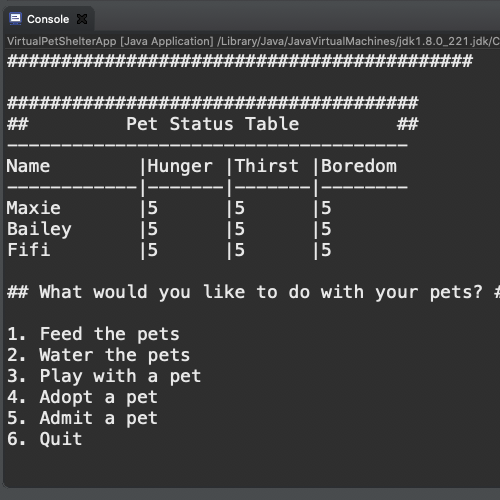 Console
VirtualPetShelterApp [Java Application] /Library/Java/JavaVirtualMachines/jdk1.8.0_221.jdk/C
###########################################
######################################
## Pet Status Table ##
-------------------------------------
Name |Hunger |Thirst |Boredom
------------|-------|-------|--------
Maxie |5 |5 |5
Bailey |5 |5 |5
Fifi |5 |5 |5
## What would you like to do with your pets? #
1. Feed the pets
2. Water the pets
3. Play with a pet
4. Adopt a pet
5. Admit a pet
6. Quit